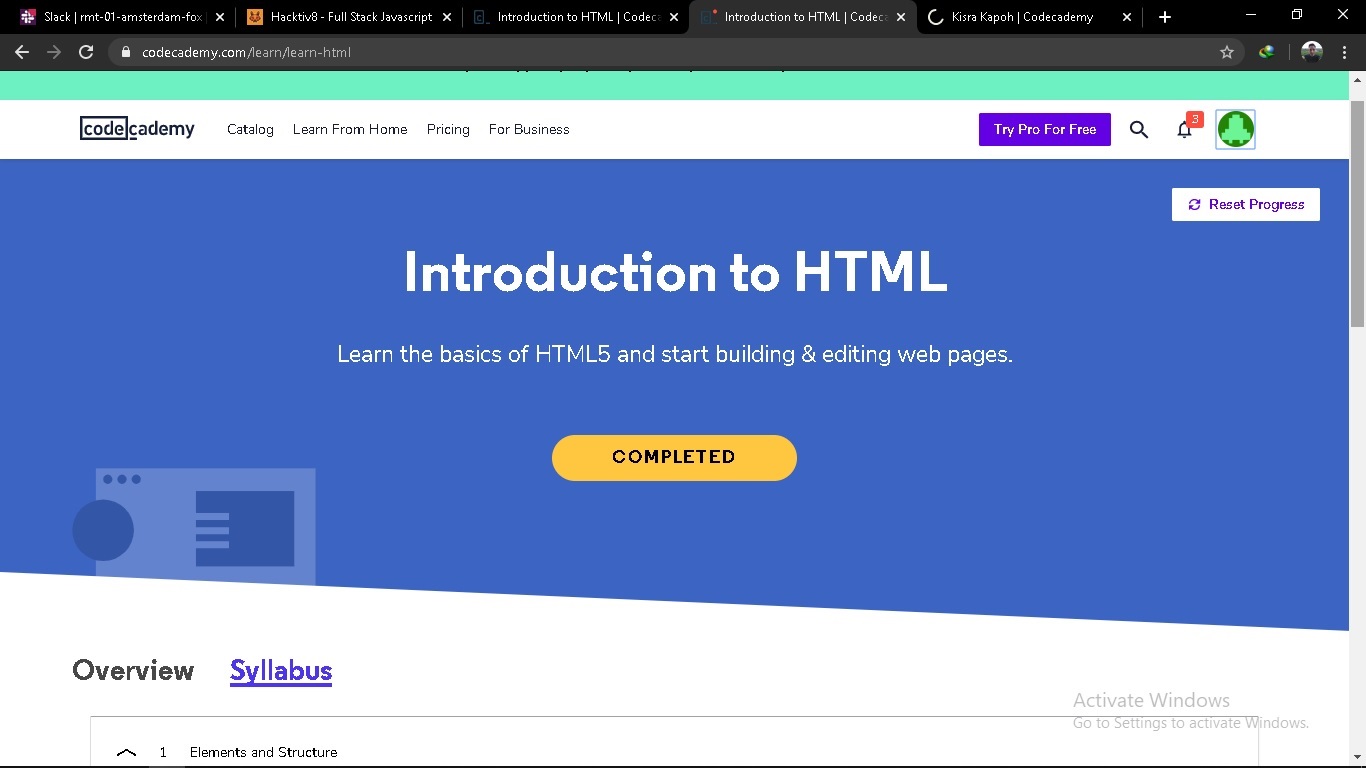 Slack | rmt-01-amsterdam-fox
Hacktiv8 - Full Stack Javascript
Introduction to HTML | Codeca
Introduction to HTML | Codeca
Kisra Kapoh | Codecademy
codecademy.com/learn/learn-html
codecademy
Catalog
Learn From Home
Pricing
For Business
Try Pro For Free
3
Reset Progress
Introduction to HTML
Learn the basics of HTML5 and start building & editing web pages.
COMPLETED
Overview
Syllabus
Activate Windows
Go to Settings to activate Windows.
1 Elements and Structure